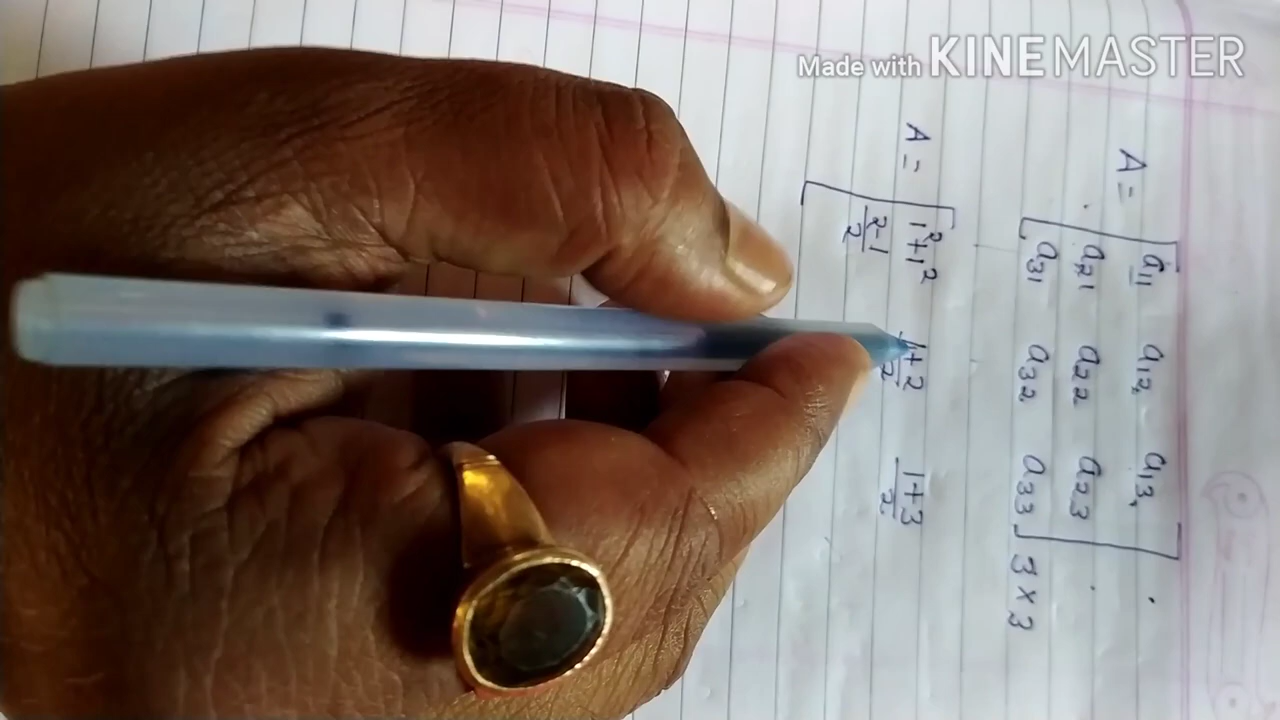 Made with KINEMASTER
A = [ a11 a12 a13
a21 a22 a23
a31 a32 a33 ] 3 × 3
A = [ 1²+1² 1+2/2 1+3/2
2-1/2